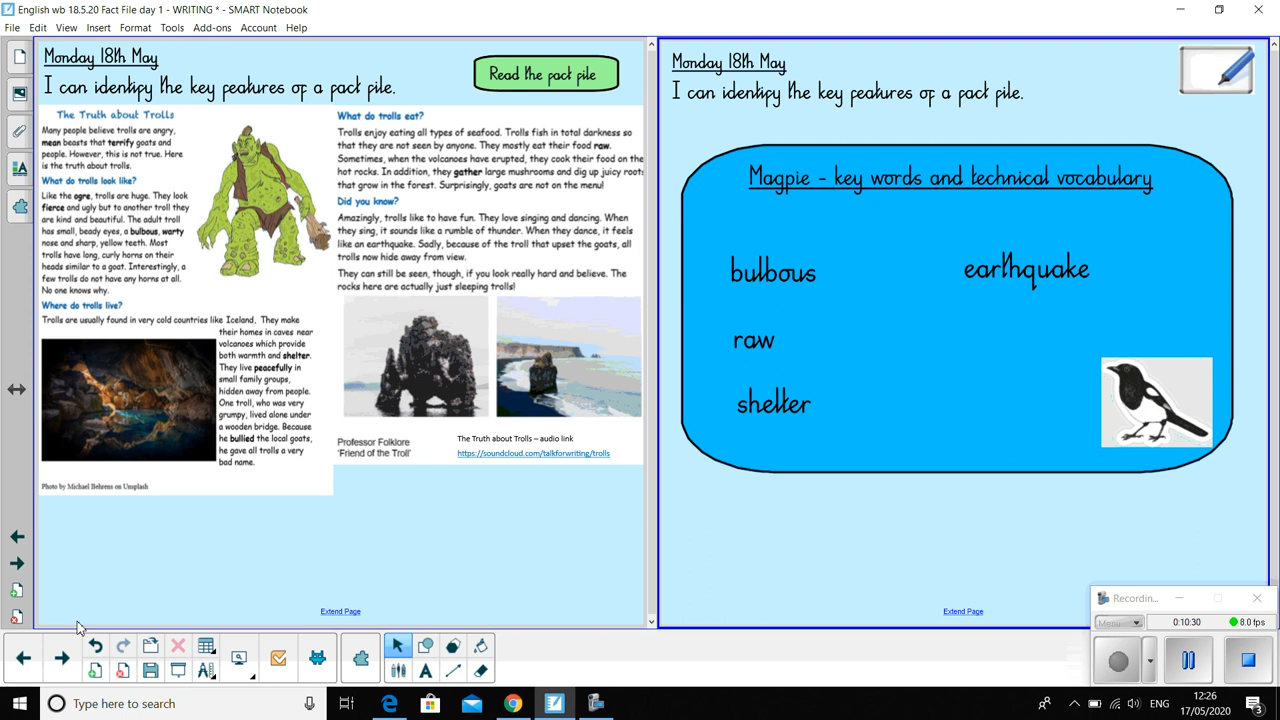 English wb 18.5.20 Fact File day 1 - WRITING * - SMART Notebook
File Edit View Insert Format Tools Add-ons Account Help
Monday 18th May
I can identify the key features of a fact file.
Read the fact file
The Truth about Trolls
Many people believe trolls are angry,
mean beasts that terrify goats and
people. However, this is not true. Here
is the truth about trolls.
What do trolls look like?
Like the ogre, trolls are huge. They look
fierce and ugly but to another troll they
are kind and beautiful. The adult troll
has small, beady eyes, a bulbous, warty
nose and sharp, yellow teeth. Most
trolls have long, curly horns on their
heads similar to a goat. Interestingly, a
few trolls do not have any horns at all.
No one knows why.
Where do trolls live?
Trolls are usually found in very cold countries like Iceland, They make
their homes in caves near
volcanoes which provide
both warmth and shelter.
They live peacefully in
small family groups,
hidden away from people.
One troll, who was very
grumpy, lived alone under
a wooden bridge. Because
he bullied the local goats,
he gave all trolls a very
bad name.
Photo by Michael Behrens on Unsplash
What do trolls eat?
Trolls enjoy eating all types of seafood. Trolls fish in total darkness so
that they are not seen by anyone. They mostly eat their food raw.
Sometimes, when the volcanoes have erupted, they cook their food on the
hot rocks. In addition, they gather large mushrooms and dig up juicy roots
that grow in the forest. Surprisingly, goats are not on the menu!
Did you know?
Amazingly, trolls like to have fun. They love singing and dancing. When
they sing, it sounds like a rumble of thunder. When they dance, it feels
like an earthquake. Sadly, because of the troll that upset the goats, all
trolls now hide away from view.
They can still be seen, though, if you look really hard and believe. The
rocks here are actually just sleeping trolls!
Professor Folklore
'Friend of the Troll'
The Truth about Trolls – audio link
https://soundcloud.com/talkforwriting/trolls
Extend Page
Monday 18th May
I can identify the key features of a fact file.
Magpie - key words and technical vocabulary
bulbous
earthquake
raw
shelter
Extend Page
Recordin...
Menu
0:10:30
8.0 fps
Type here to search
ENG
12:26
17/05/2020
3